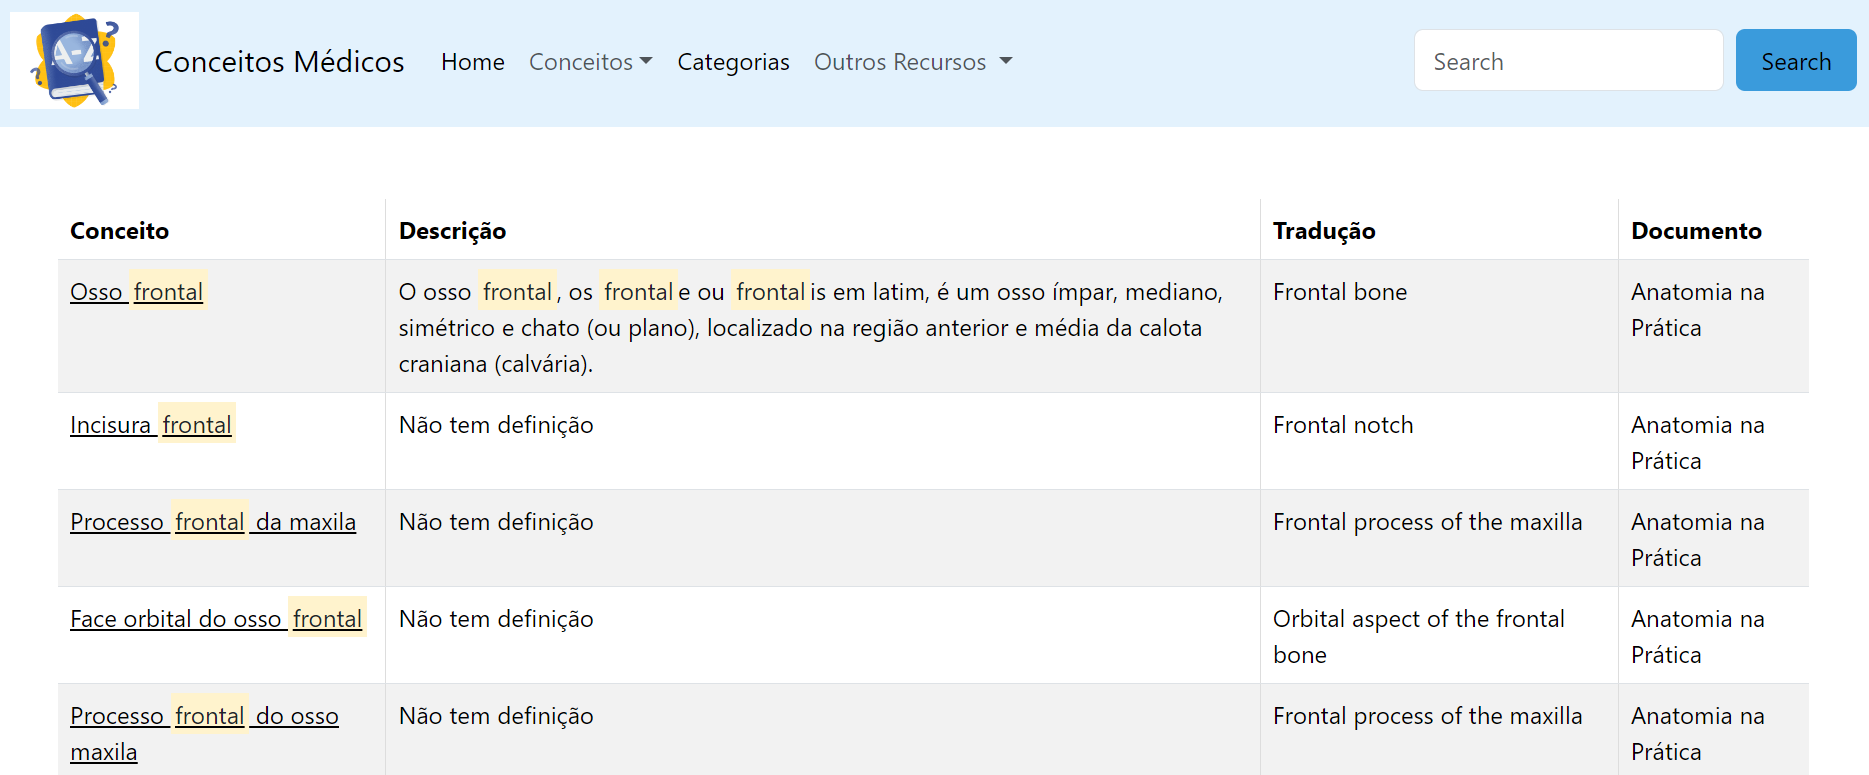 A-Z
Conceitos Médicos
Home
Conceitos
Categorias
Outros Recursos
Search
Search
Conceito
Descrição
Tradução
Documento
Osso frontal
O osso frontal, os frontale ou frontalis em latim, é um osso ímpar, mediano,
simétrico e chato (ou plano), localizado na região anterior e média da calota
craniana (calvária).
Frontal bone
Anatomia na
Prática
Incisura frontal
Não tem definição
Frontal notch
Anatomia na
Prática
Processo frontal da maxila
Não tem definição
Frontal process of the maxilla
Anatomia na
Prática
Face orbital do osso frontal
Não tem definição
Orbital aspect of the frontal
bone
Anatomia na
Prática
Processo frontal do osso
maxila
Não tem definição
Frontal process of the maxilla
Anatomia na
Prática